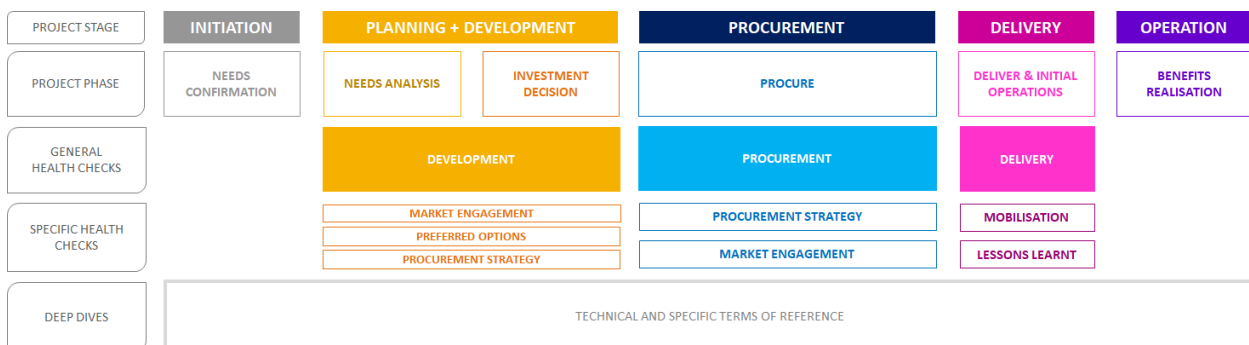 PROJECT STAGE
INITIATION
PLANNING + DEVELOPMENT
PROCUREMENT
DELIVERY
OPERATION
PROJECT PHASE
NEEDS
CONFIRMATION
NEEDS ANALYSIS
INVESTMENT
DECISION
PROCURE
DELIVER & INITIAL
OPERATIONS
BENEFITS
REALISATION
GENERAL
HEALTH CHECKS
DEVELOPMENT
PROCUREMENT
DELIVERY
SPECIFIC HEALTH
CHECKS
MARKET ENGAGEMENT
PREFERRED OPTIONS
PROCUREMENT STRATEGY
PROCUREMENT STRATEGY
MARKET ENGAGEMENT
MOBILISATION
LESSONS LEARNT
DEEP DIVES
TECHNICAL AND SPECIFIC TERMS OF REFERENCE